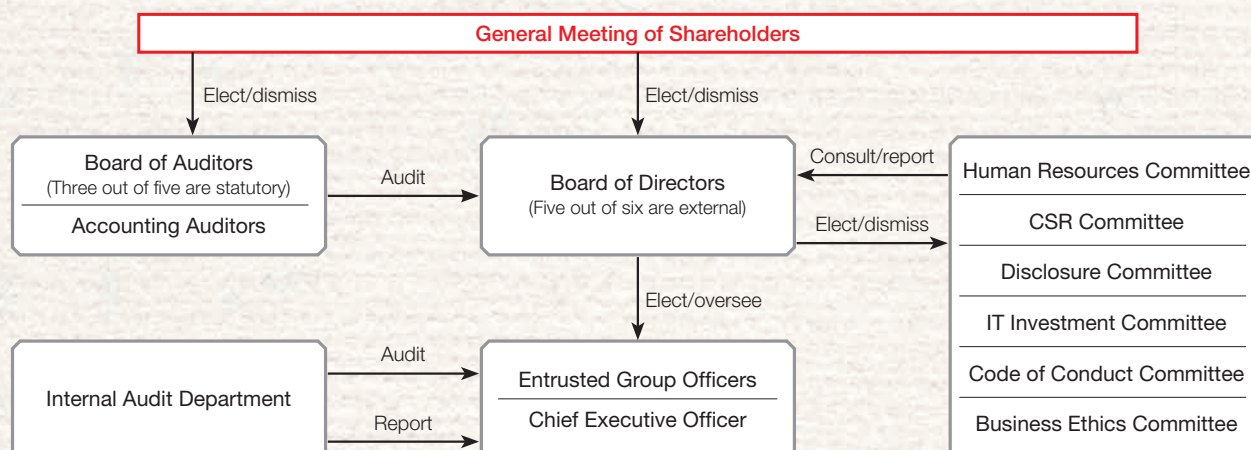 General Meeting of Shareholders
Elect/dismiss
Elect/dismiss
Board of Auditors
(Three out of five are statutory)
Accounting Auditors
Audit
Board of Directors
(Five out of six are external)
Consult/report
Elect/dismiss
Human Resources Committee
CSR Committee
Disclosure Committee
IT Investment Committee
Code of Conduct Committee
Business Ethics Committee
Elect/oversee
Internal Audit Department
Audit
Report
Entrusted Group Officers
Chief Executive Officer